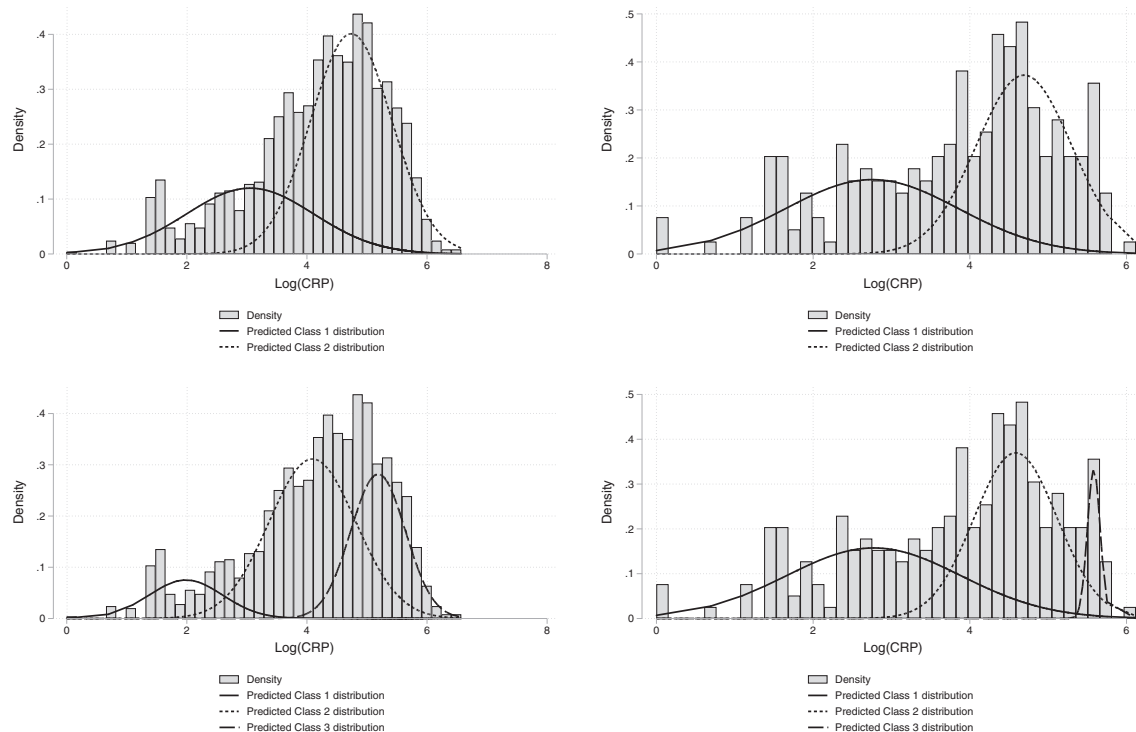 .4
.3
.2
.1
0
Density
0 2 4 6 8
Log(CRP)
Density
Predicted Class 1 distribution
Predicted Class 2 distribution
.5
.4
.3
.2
.1
0
Density
0 2 4 6
Log(CRP)
Density
Predicted Class 1 distribution
Predicted Class 2 distribution
.4
.3
.2
.1
0
Density
0 2 4 6 8
Log(CRP)
Density
Predicted Class 1 distribution
Predicted Class 2 distribution
Predicted Class 3 distribution
.5
.4
.3
.2
.1
0
Density
0 2 4 6
Log(CRP)
Density
Predicted Class 1 distribution
Predicted Class 2 distribution
Predicted Class 3 distribution